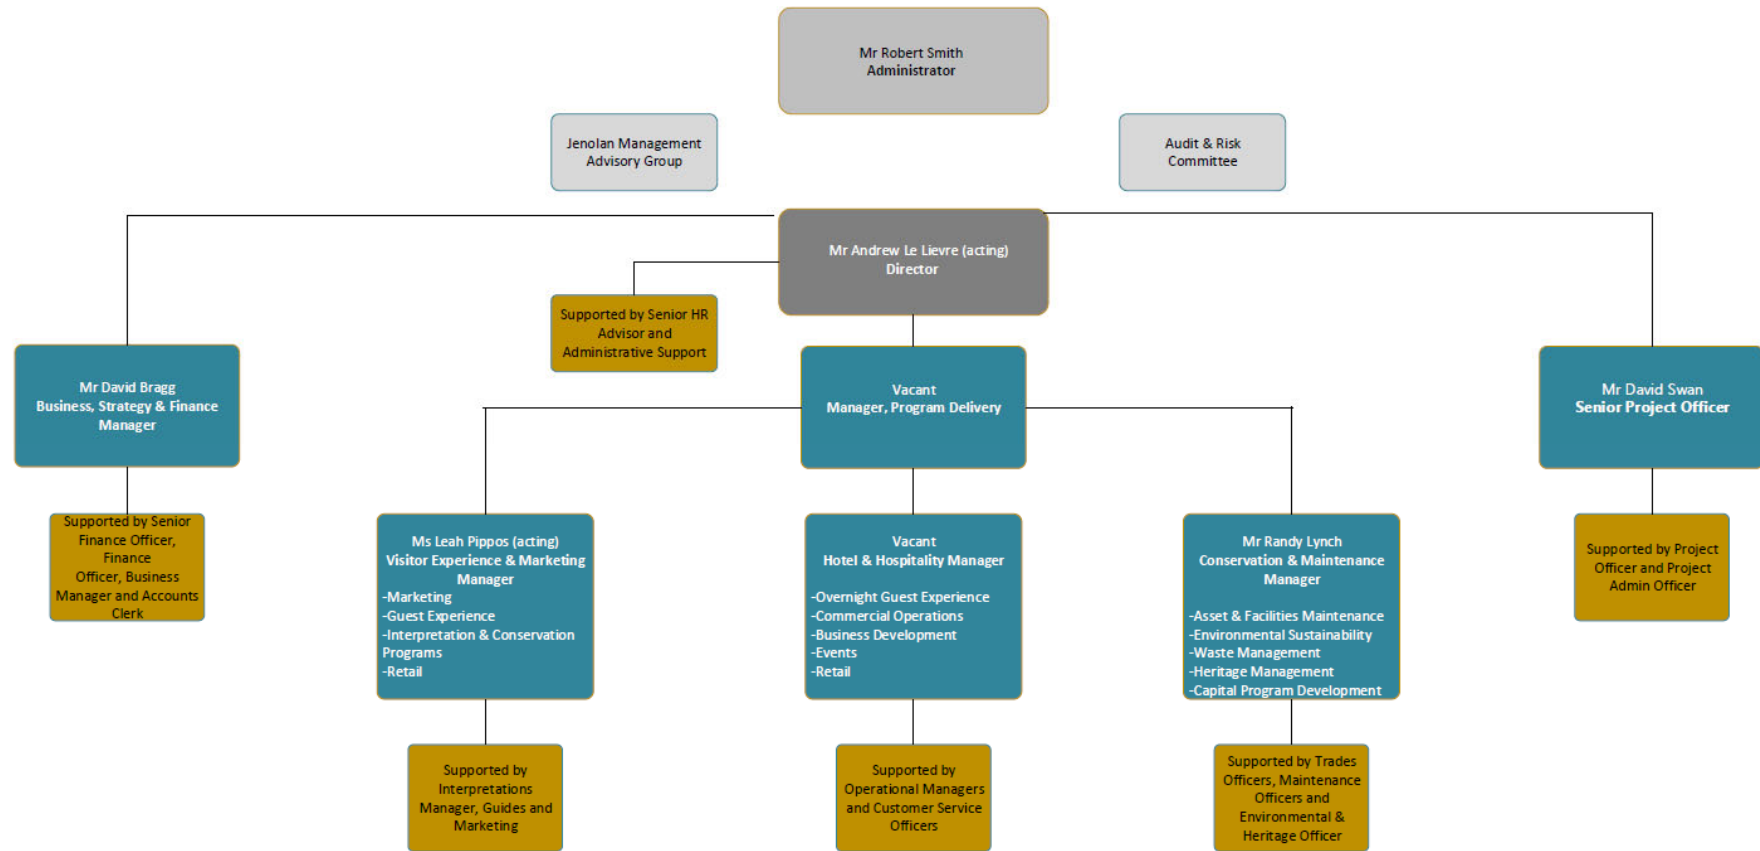 Mr Robert Smith
Administrator
Jenolan Management
Advisory Group
Audit & Risk
Committee
Mr Andrew Le Lievre (acting)
Director
Supported by Senior HR
Advisor and
Administrative Support
Mr David Bragg
Business, Strategy & Finance
Manager
Vacant
Manager, Program Delivery
Mr David Swan
Senior Project Officer
Supported by Senior
Finance Officer,
Finance
Officer, Business
Manager and Accounts
Clerk
Ms Leah Pippos (acting)
Visitor Experience & Marketing
Manager
-Marketing
-Guest Experience
-Interpretation & Conservation
Programs
-Retail
Vacant
Hotel & Hospitality Manager
-Overnight Guest Experience
-Commercial Operations
-Business Development
-Events
-Retail
Mr Randy Lynch
Conservation & Maintenance
Manager
-Asset & Facilities Maintenance
-Environmental Sustainability
-Waste Management
-Heritage Management
-Capital Program Development
Supported by Project
Officer and Project
Admin Officer
Supported by
Interpretations
Manager, Guides and
Marketing
Supported by
Operational Managers
and Customer Service
Officers
Supported by Trades
Officers, Maintenance
Officers and
Environmental &
Heritage Officer